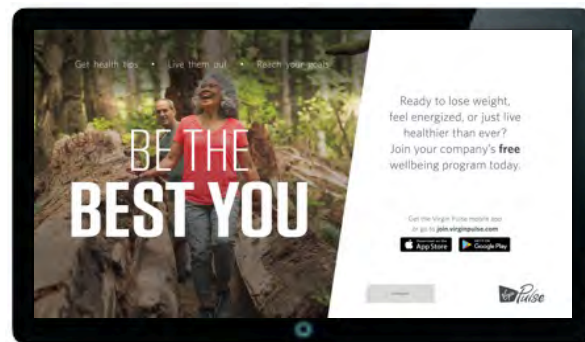 Get health tips • Live them out • Reach your goals
BE THE
BEST YOU
Ready to lose weight,
feel energized, or just live
healthier than ever?
Join your company's free
wellbeing program today.
Get the Virgin Pulse mobile app
or go to join.virginpulse.com
App Store
Google Play
Pulse